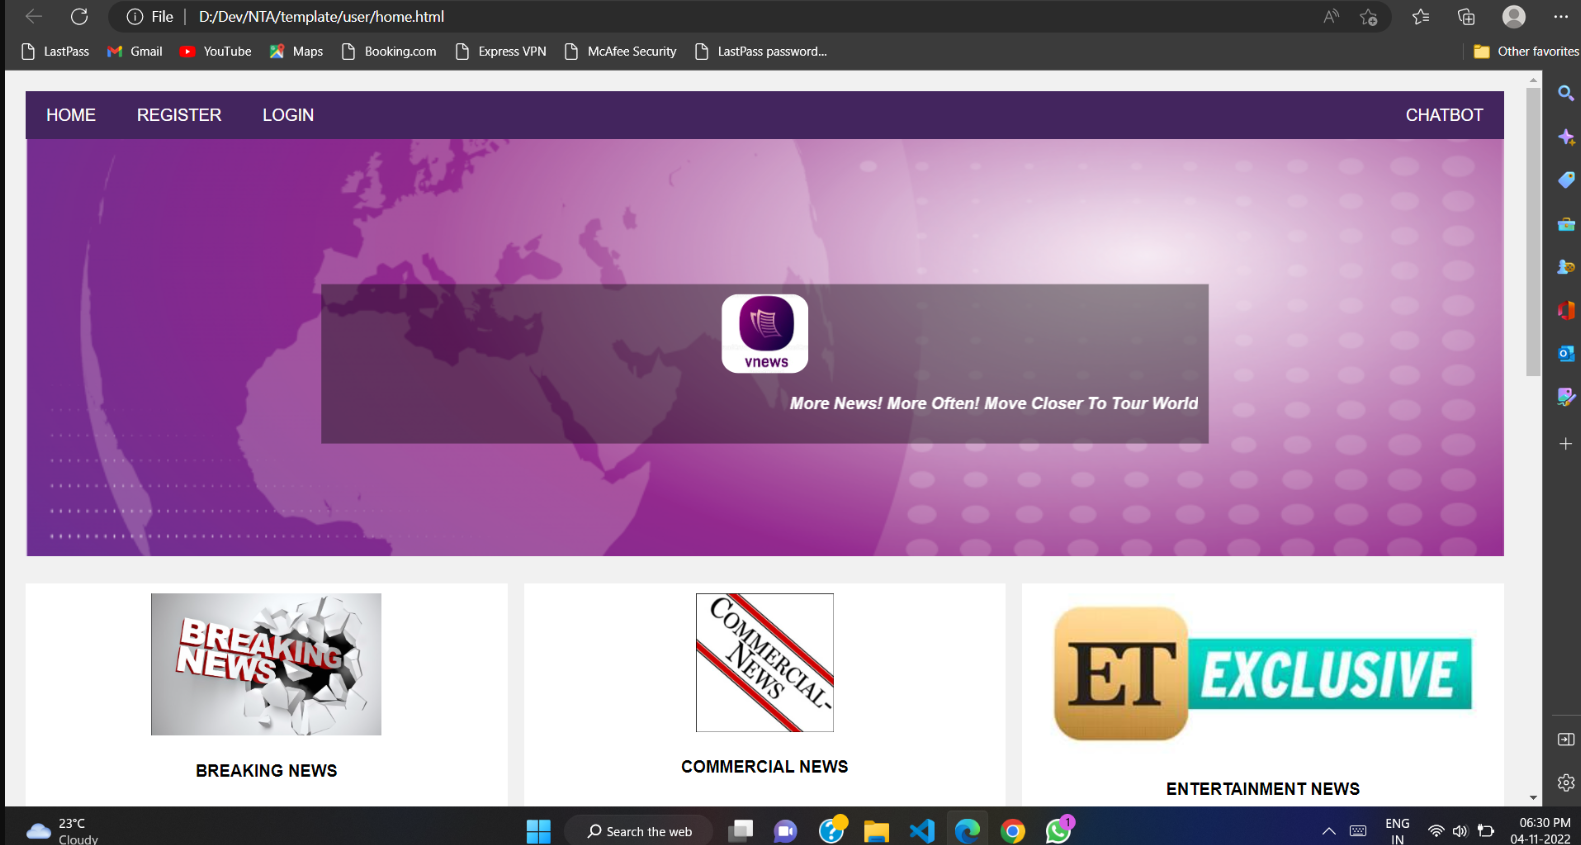 File
D:/Dev/NTA/template/user/home.html
LastPass
Gmail
YouTube
Maps
Booking.com
Express VPN
McAfee Security
LastPass password...
Other favorites
HOME
REGISTER
LOGIN
CHATBOT
vnews
More News! More Often! Move Closer To Tour World
BREAKING
NEWS
COMMERCIAL-
NEWS
ET EXCLUSIVE
BREAKING NEWS
COMMERCIAL NEWS
ENTERTAINMENT NEWS
23°C
Cloudy
Search the web
1
ENG
IN
06:30 PM
04-11-2022